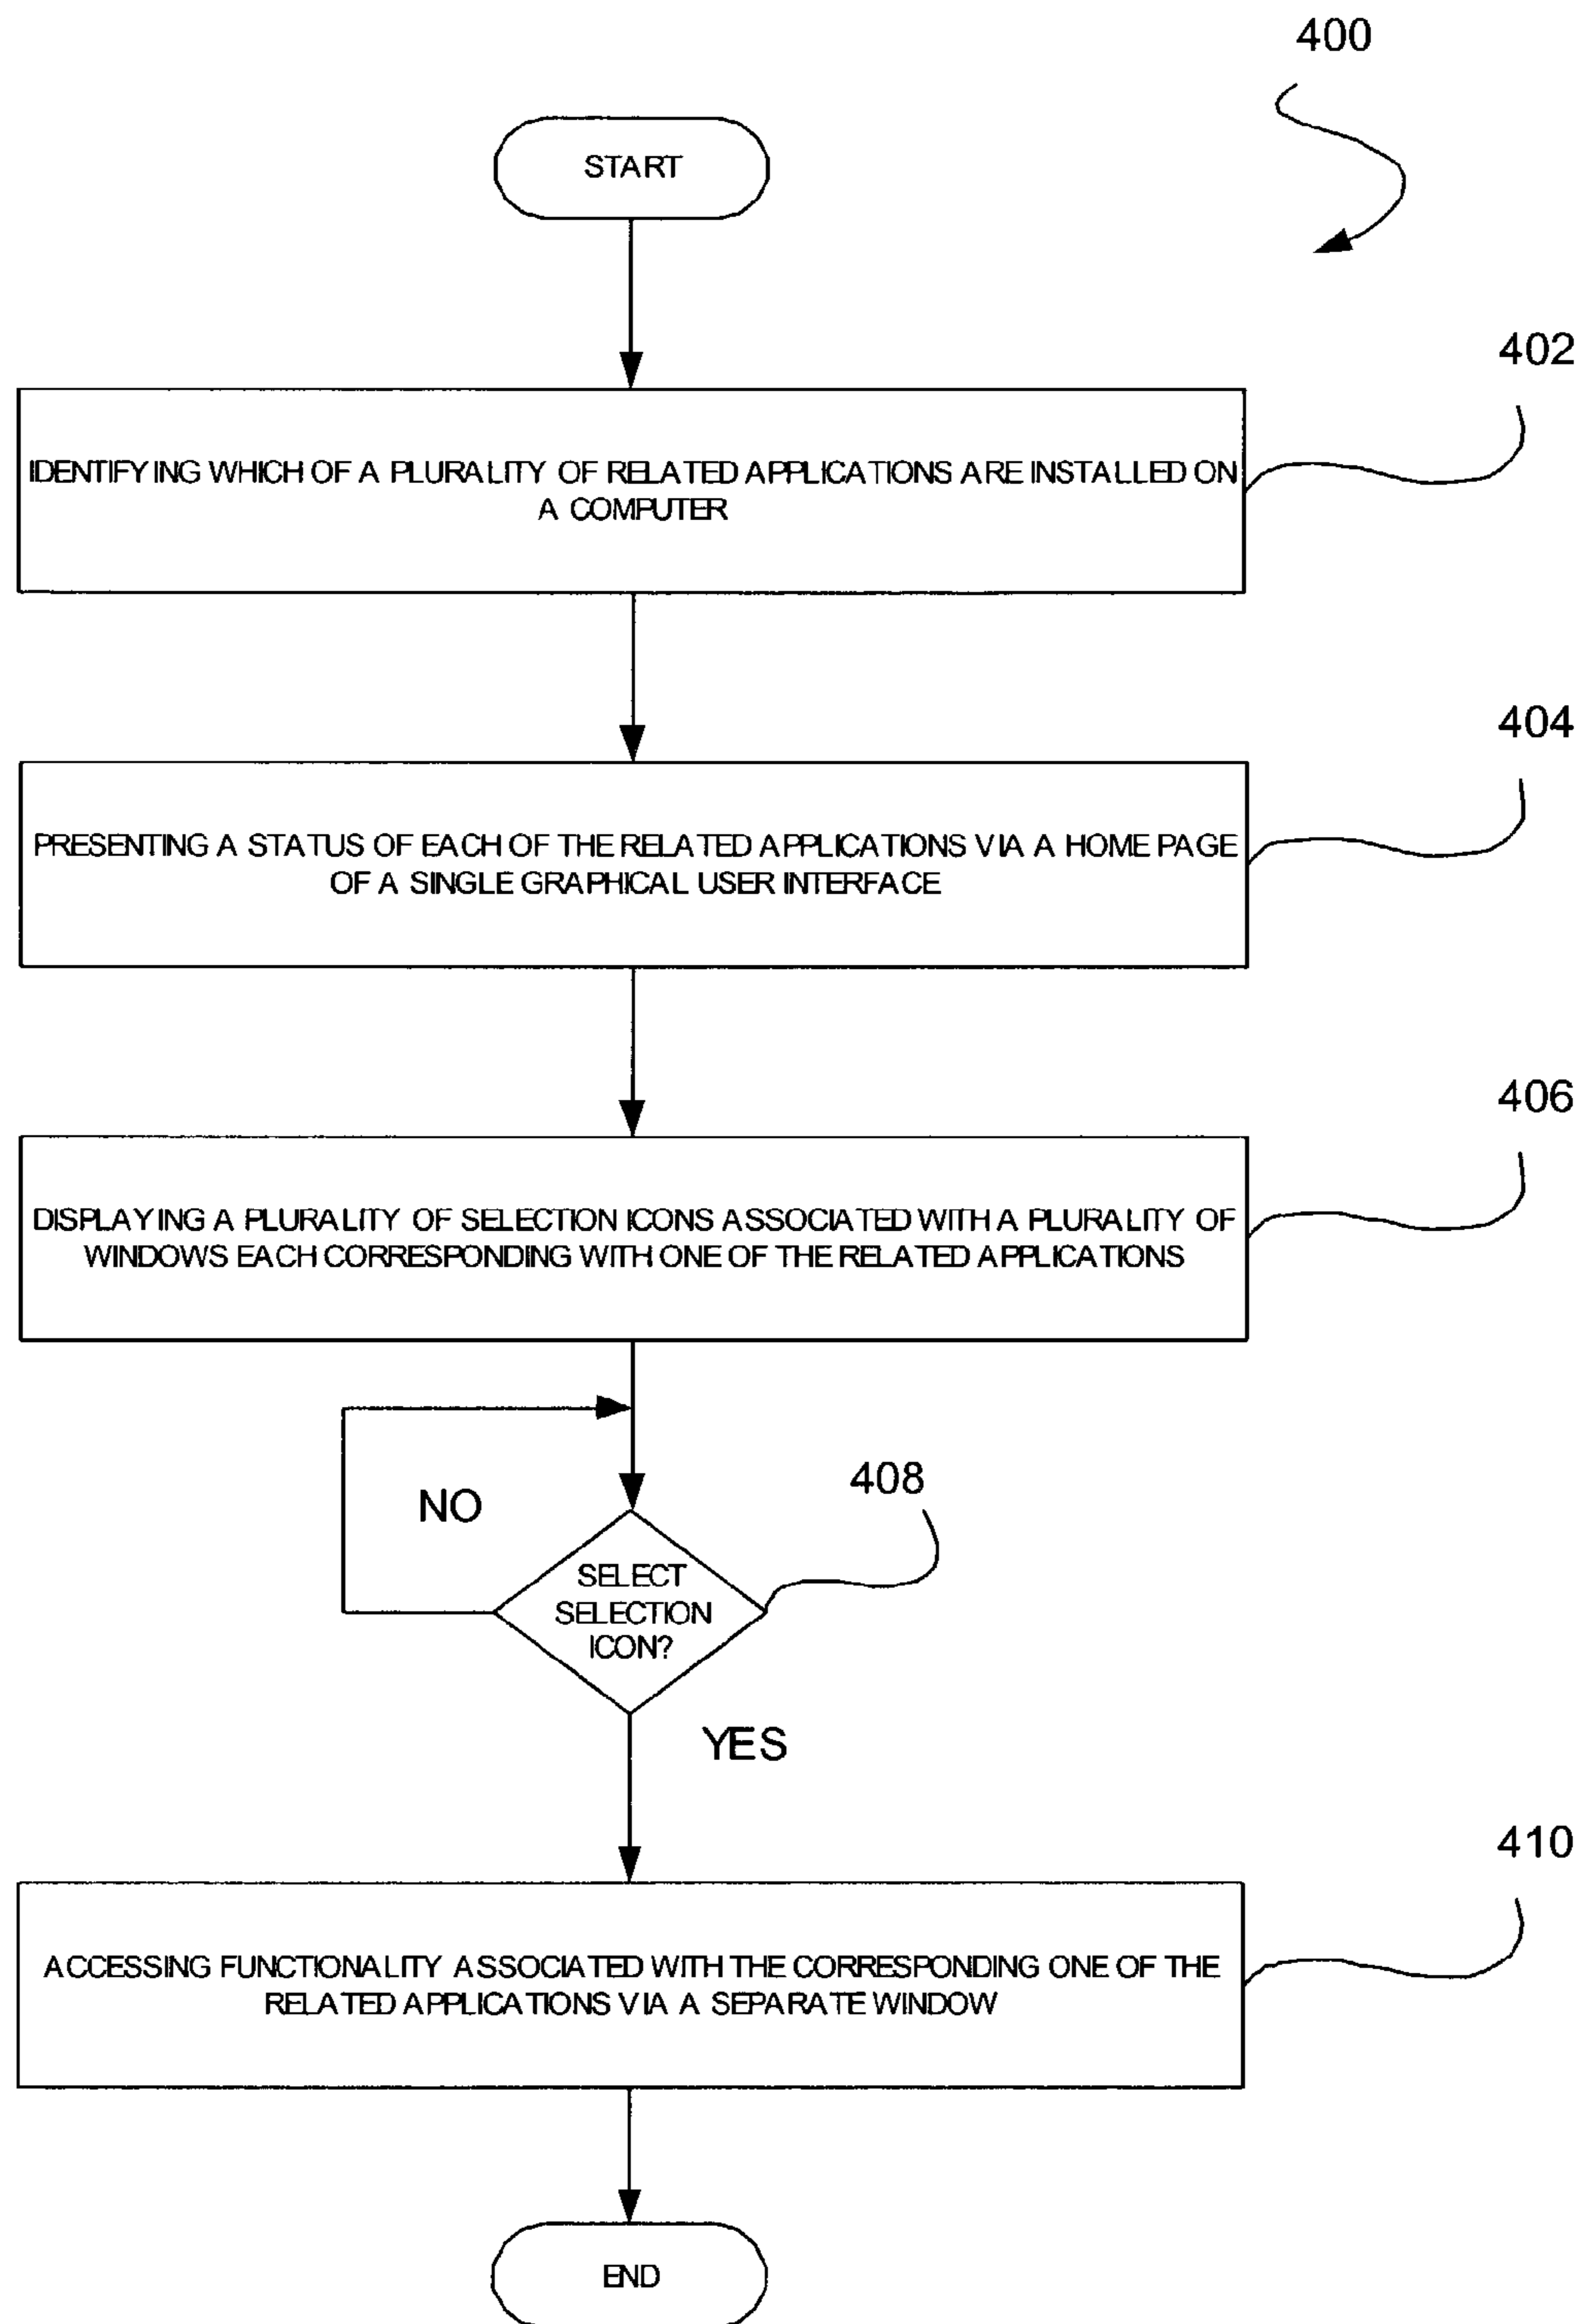 400
START
402
IDENTIFYING WHICH OF A PLURALITY OF RELATED APPLICATIONS ARE INSTALLED ON
A COMPUTER
404
PRESENTING A STATUS OF EACH OF THE RELATED APPLICATIONS VIA A HOME PAGE
OF A SINGLE GRAPHICAL USER INTERFACE
406
DISPLAYING A PLURALITY OF SELECTION ICONS ASSOCIATED WITH A PLURALITY OF
WINDOWS EACH CORRESPONDING WITH ONE OF THE RELATED APPLICATIONS
408
NO
SELECT
SELECTION
ICON?
YES
410
ACCESSING FUNCTIONALITY ASSOCIATED WITH THE CORRESPONDING ONE OF THE
RELATED APPLICATIONS VIA A SEPARATE WINDOW
END